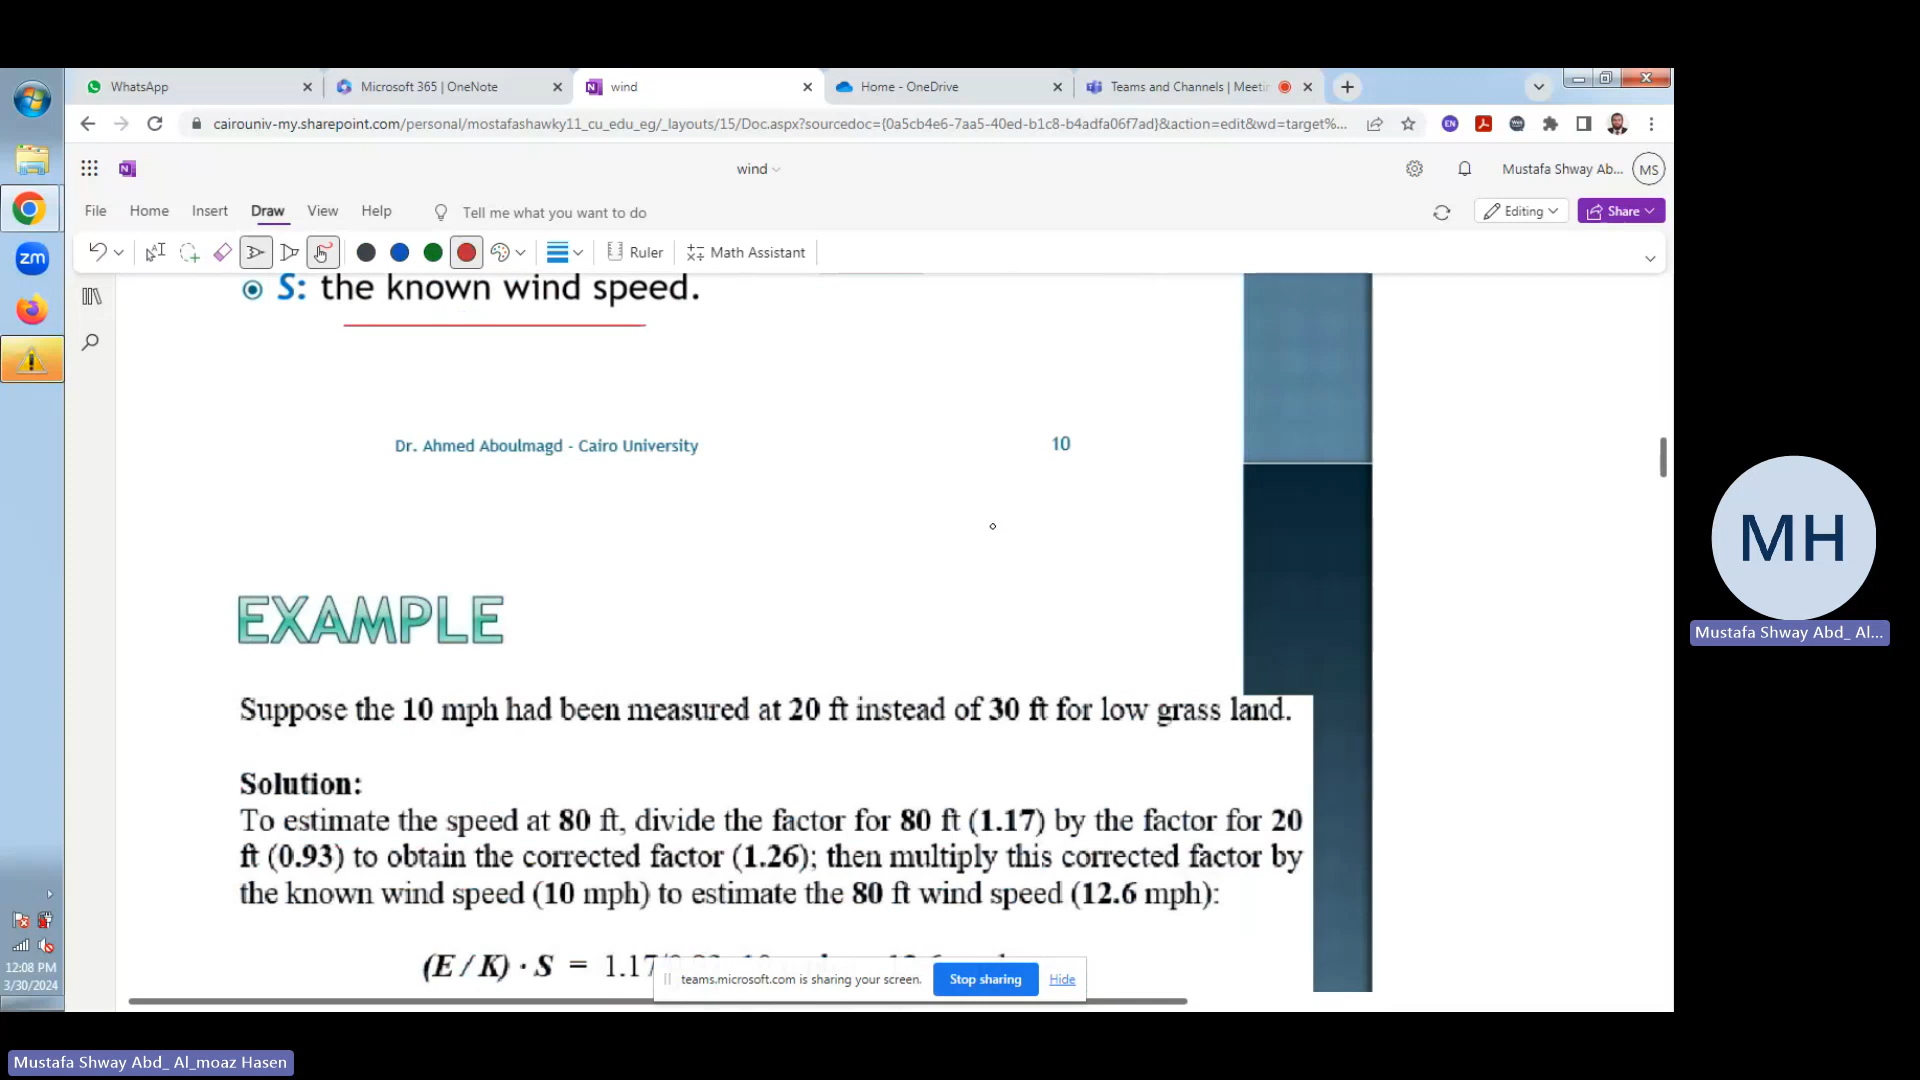 WhatsApp
Microsoft 365 | OneNote
wind
Home - OneDrive
Teams and Channels | Meeti
cairouniv-my.sharepoint.com/personal/mostafashawky11_cu_edu_eg/_layouts/15/Doc.aspx?sourcedoc={0a5cb4e6-7aa5-40ed-b1c8-b4adfa06f7ad}&action=edit&wd=target%...
EN
wind
Mustafa Shway Ab...
MS
File
Home
Insert
Draw
View
Help
Tell me what you want to do
Editing
Share
Ruler
Math Assistant
zm
S: the known wind speed.
Dr. Ahmed Aboulmagd - Cairo University
10
EXAMPLE
Suppose the 10 mph had been measured at 20 ft instead of 30 ft for low grass land.
Solution:
To estimate the speed at 80 ft, divide the factor for 80 ft (1.17) by the factor for 20
ft (0.93) to obtain the corrected factor (1.26); then multiply this corrected factor by
the known wind speed (10 mph) to estimate the 80 ft wind speed (12.6 mph):
(E / K) · S = 1.17/
teams.microsoft.com is sharing your screen.
Stop sharing
Hide
12:08 PM
3/30/2024
MH
Mustafa Shway Abd_ Al...
Mustafa Shway Abd_ Al_moaz Hasen